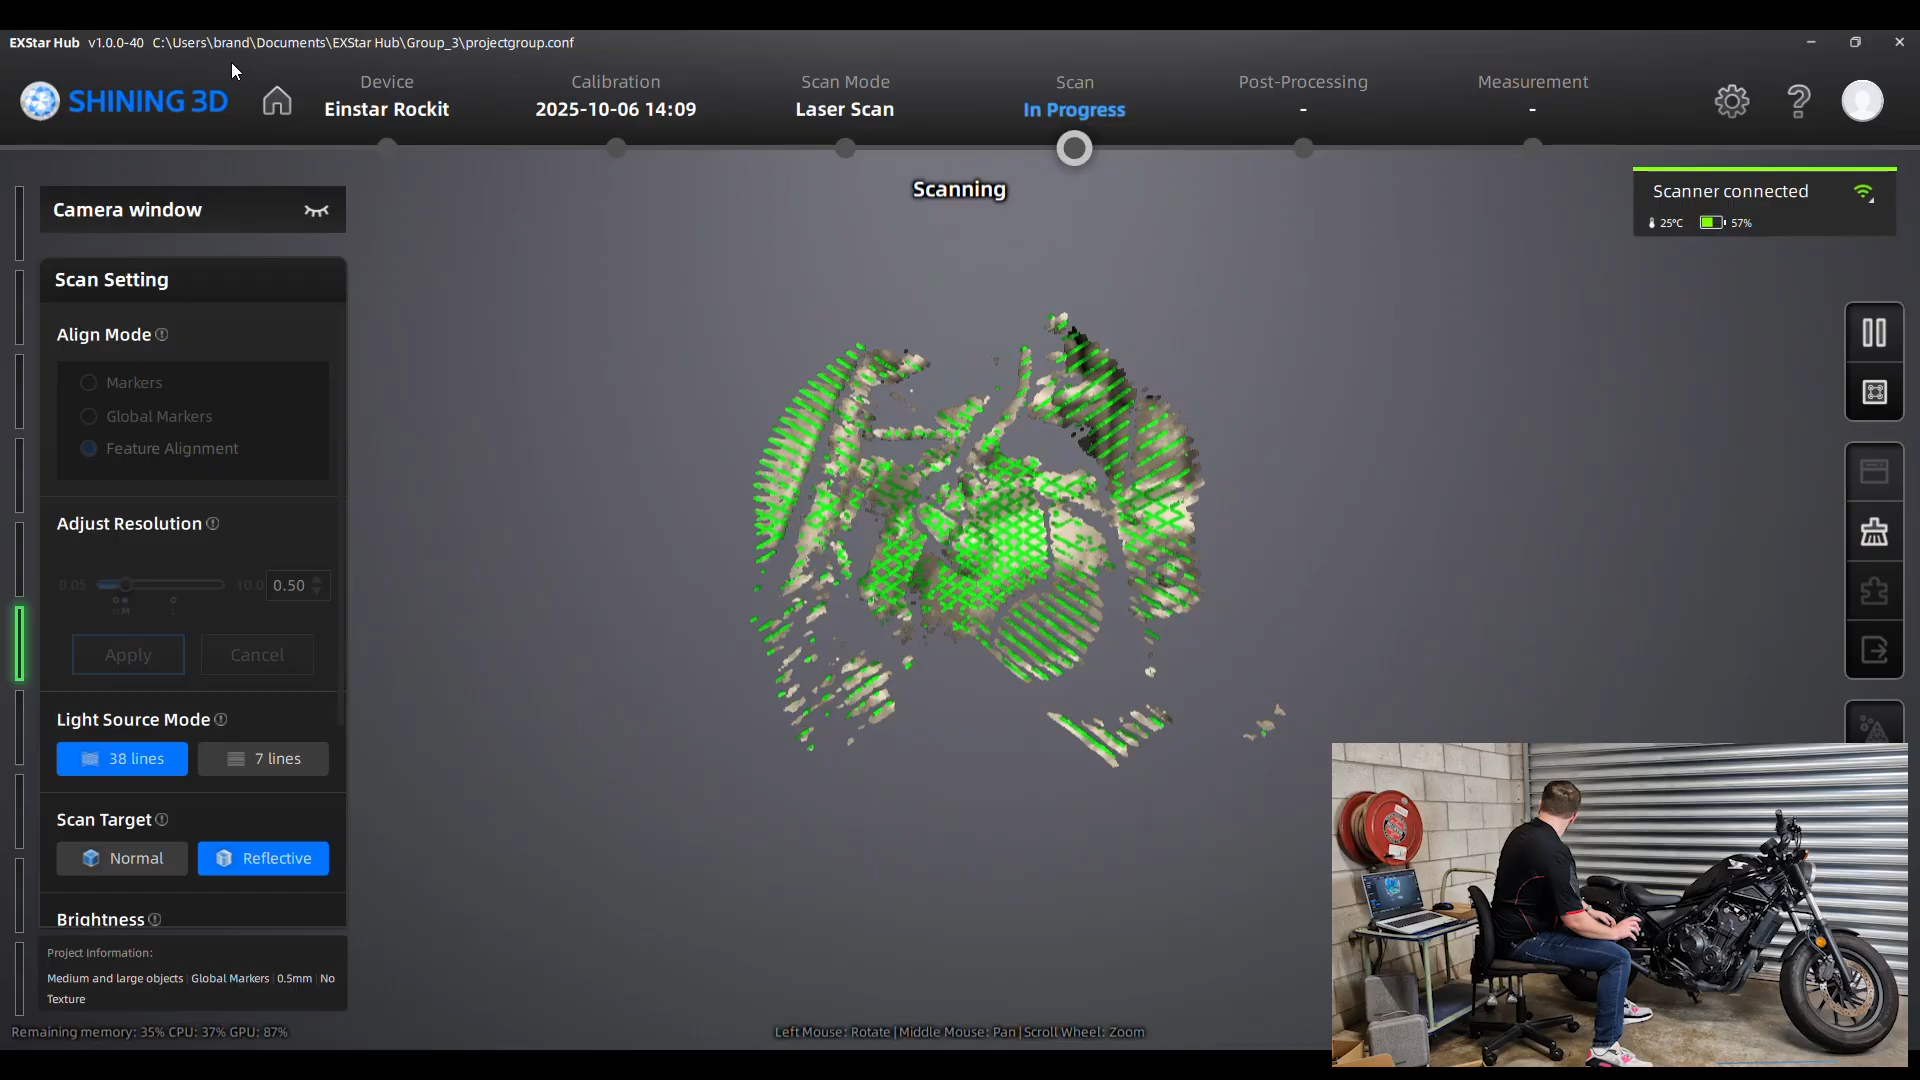 EXStar Hub v1.0.0-40 C:\Users\brand\Documents\EXStar Hub\Group_3\projectgroup.conf
SHINING 3D
Device
Einstar Rockit
Calibration
2025-10-06 14:09
Scan Mode
Laser Scan
Scan
In Progress
Post-Processing
-
Measurement
-
Scanning
Scanner connected
25°C 57%
Camera window
Scan Setting
Align Mode
Markers
Global Markers
Feature Alignment
Adjust Resolution
0.05 10.0 0.50
H M L
Apply Cancel
Light Source Mode
38 lines 7 lines
Scan Target
Normal Reflective
Brightness
Project Information:
Medium and large objects | Global Markers | 0.5mm | No
Texture
Remaining memory: 35% CPU: 37% GPU: 87%
Left Mouse: Rotate | Middle Mouse: Pan | Scroll Wheel: Zoom